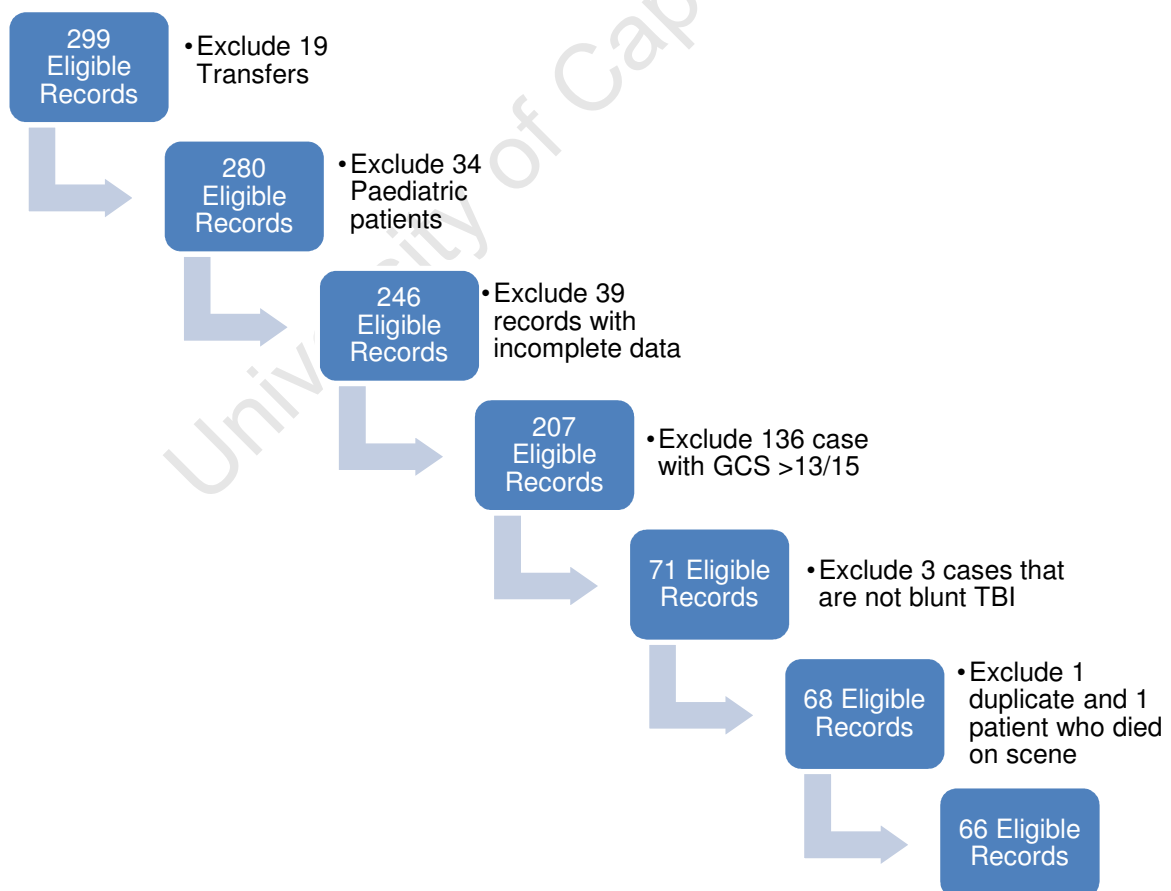 299
Eligible
Records
•Exclude 19
Transfers
280
Eligible
Records
•Exclude 34
Paediatric
patients
246
Eligible
Records
•Exclude 39
records with
incomplete data
207
Eligible
Records
•Exclude 136 case
with GCS >13/15
71 Eligible
Records
•Exclude 3 cases that
are not blunt TBI
68 Eligible
Records
•Exclude 1
duplicate and 1
patient who died
on scene
66 Eligible
Records
University of Cap